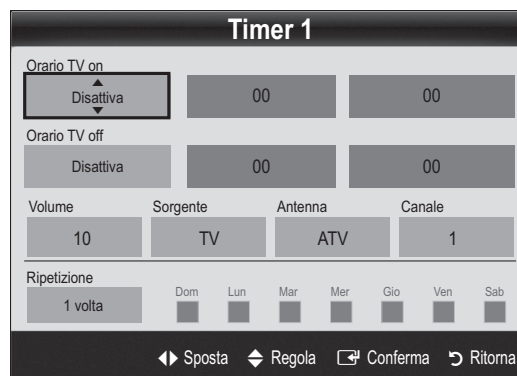 Timer 1
Orario TV on
Disattiva 00 00
Orario TV off
Disattiva 00 00
Volume Sorgente Antenna Canale
10 TV ATV 1
Ripetizione
Dom Lun Mar Mer Gio Ven Sab
1 volta
Sposta Regola Conferma Ritorna